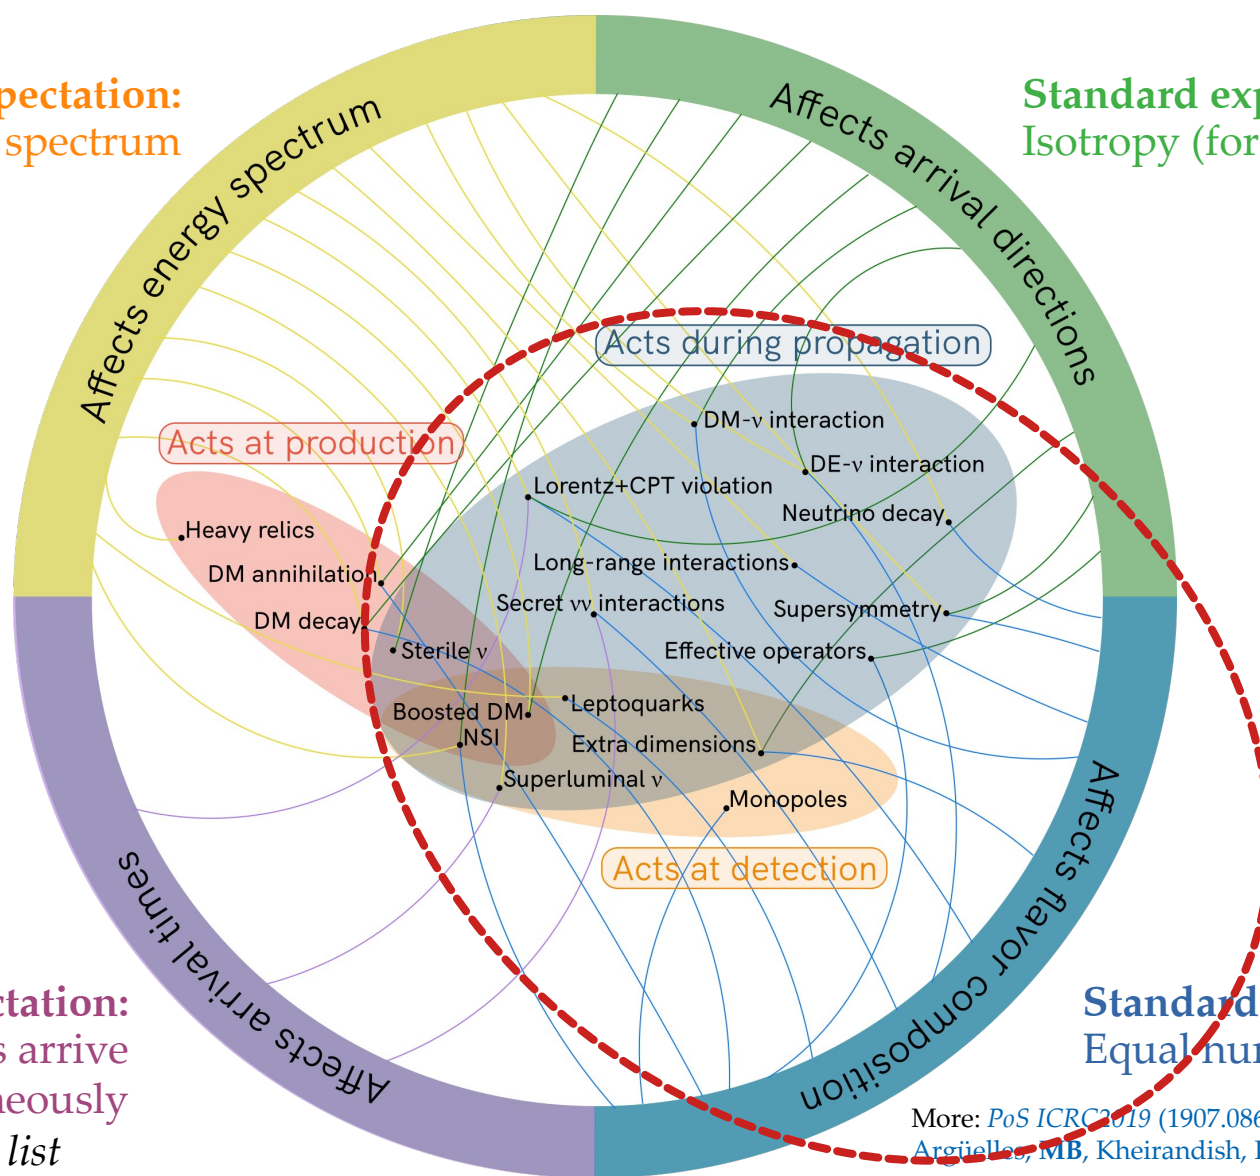 pectation:
spectrum
Standard exp
Isotropy (for
Affects energy spectrum
Affects arrival directions
Acts during propagation
Acts at production
DM-ν interaction
DE-ν interaction
Lorentz+CPT violation
Neutrino decay
Heavy relics
Long-range interactions
DM annihilation
Secret νν interactions
Supersymmetry
DM decay
Sterile ν
Effective operators
Leptoquarks
Boosted DM
NSI
Extra dimensions
Superluminal ν
Monopoles
Acts at detection
Affects arrival times
Affects flavor composition
ctation:
s arrive
neously
list
Standard
Equal nur
More: PoS ICRC2019 (1907.086
Argüelles, MB, Kheirandish,